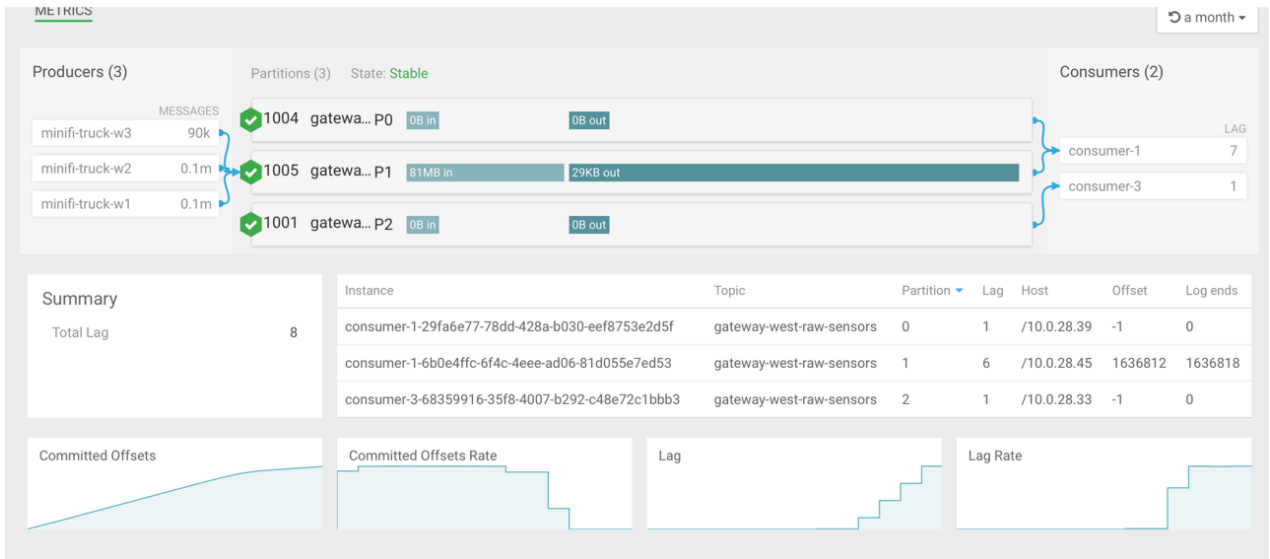 METRICS
a month
Producers (3)
Partitions (3) State: Stable
Consumers (2)
MESSAGES
minifi-truck-w3 90k
minifi-truck-w2 0.1m
minifi-truck-w1 0.1m
1004 gatewa... P0 0B in 0B out
1005 gatewa... P1 81MB in 29KB out
1001 gatewa... P2 0B in 0B out
LAG
consumer-1 7
consumer-3 1
Summary
Total Lag 8
Instance Topic Partition Lag Host Offset Log ends
consumer-1-29fa6e77-78dd-428a-b030-eef8753e2d5f gateway-west-raw-sensors 0 1 /10.0.28.39 -1 0
consumer-1-6b0e4ffc-6f4c-4eee-ad06-81d055e7ed53 gateway-west-raw-sensors 1 6 /10.0.28.45 1636812 1636818
consumer-3-68359916-35f8-4007-b292-c48e72c1bbb3 gateway-west-raw-sensors 2 1 /10.0.28.33 -1 0
Committed Offsets
Committed Offsets Rate
Lag
Lag Rate